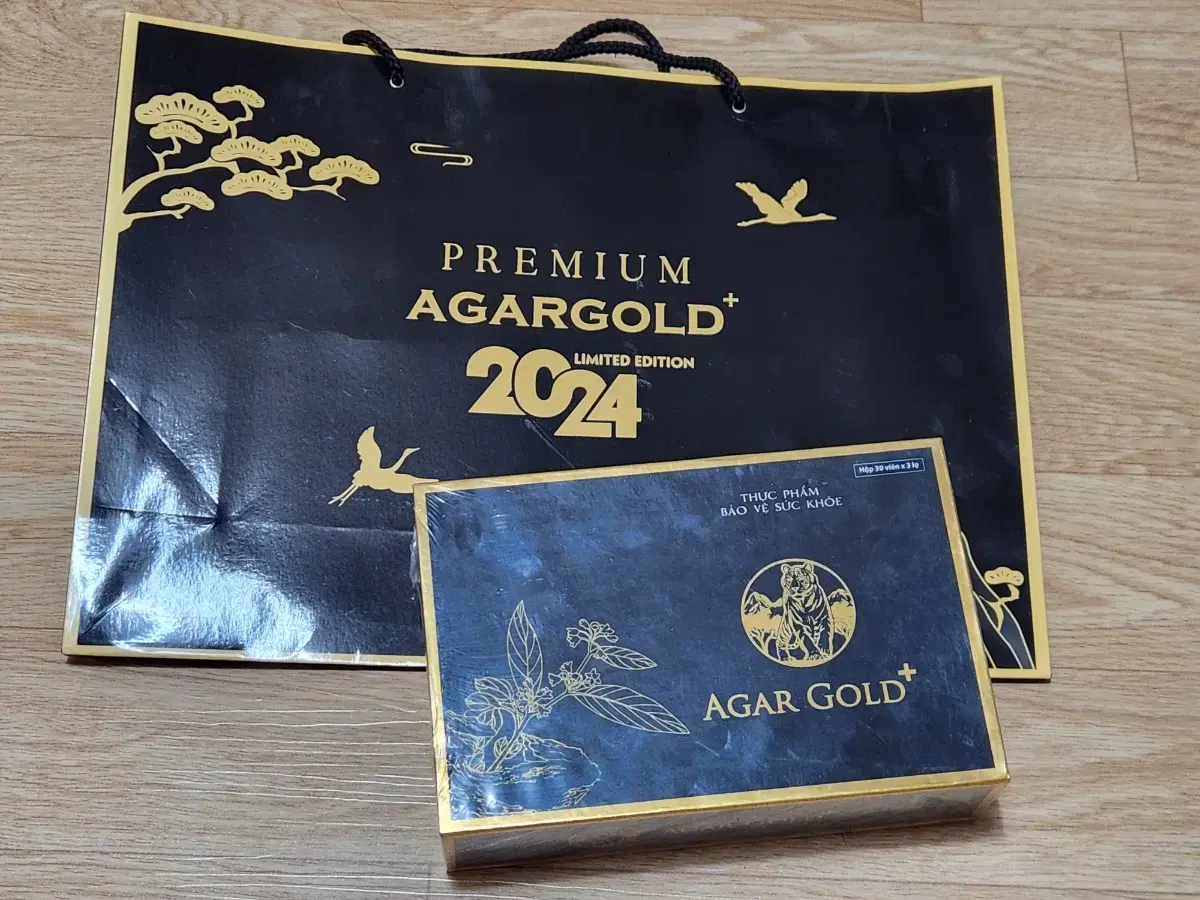 PREMIUM
AGARGOLD+
LIMITED EDITION
2024
Hộp 30 viên x 3 lọ
THỰC PHẨM
BẢO VỆ SỨC KHỎE
AGAR GOLD+